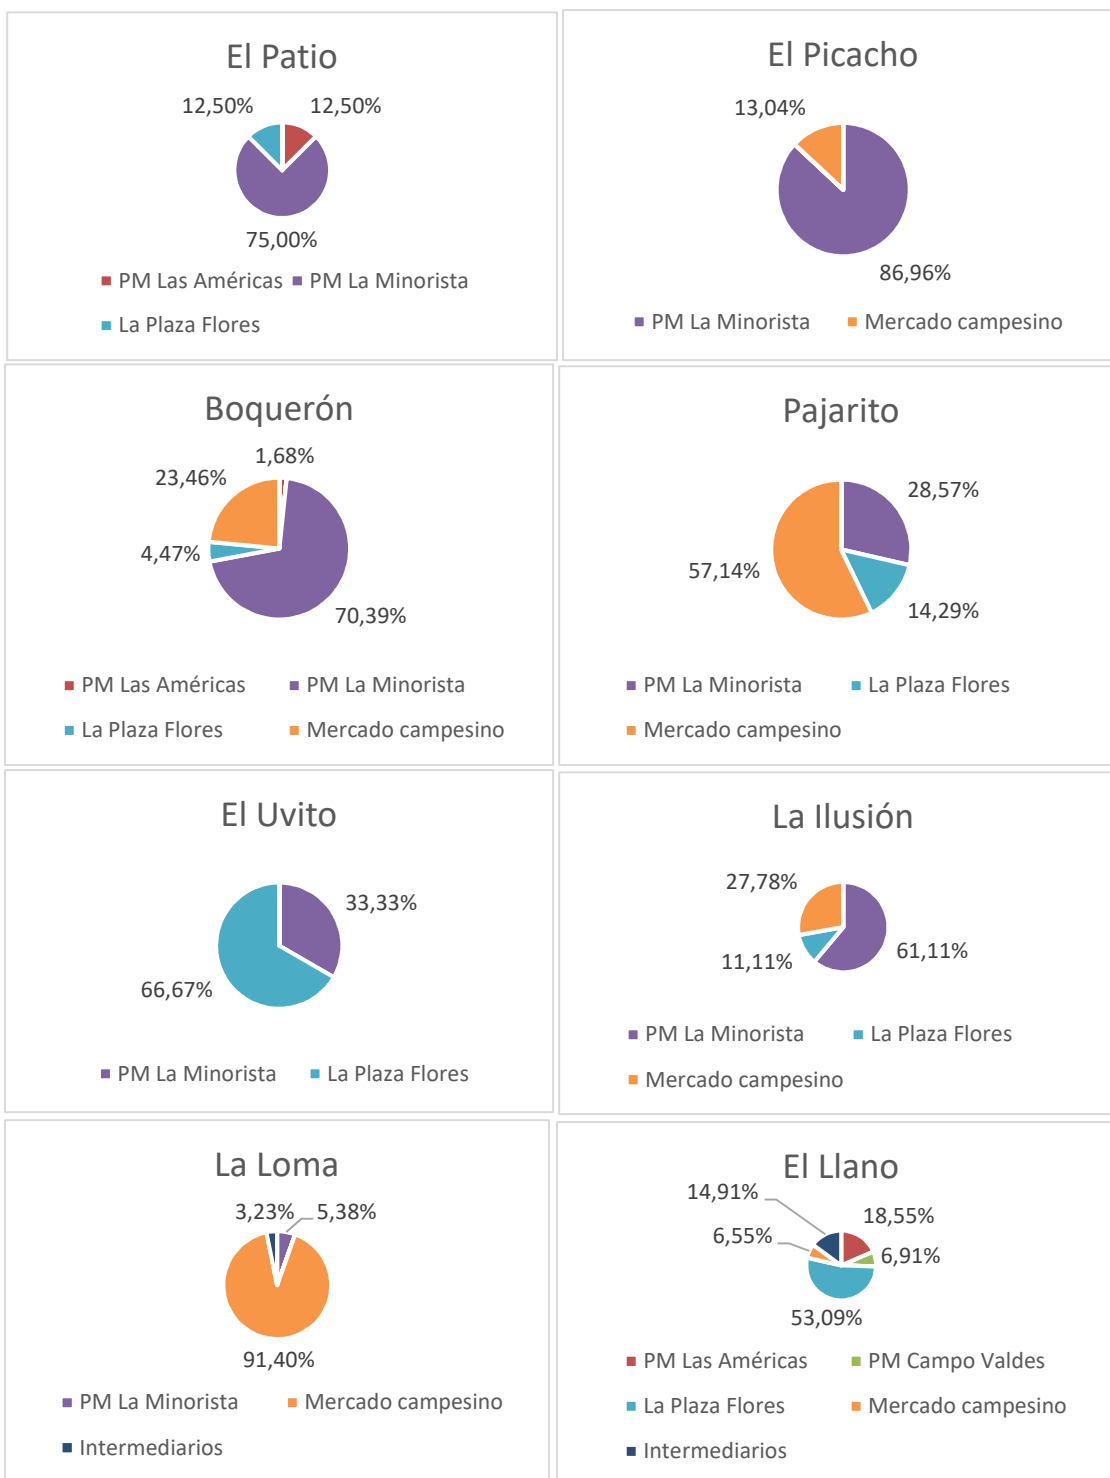 El Patio
12,50% 12,50%
75,00%
PM Las Américas PM La Minorista
La Plaza Flores
El Picacho
13,04%
86,96%
PM La Minorista Mercado campesino
Boquerón
1,68%
23,46%
4,47%
70,39%
PM Las Américas PM La Minorista
La Plaza Flores Mercado campesino
Pajarito
28,57%
57,14%
14,29%
PM La Minorista La Plaza Flores
Mercado campesino
El Uvito
33,33%
66,67%
PM La Minorista La Plaza Flores
La Ilusión
27,78%
11,11% 61,11%
PM La Minorista La Plaza Flores
Mercado campesino
La Loma
3,23% 5,38%
91,40%
PM La Minorista Mercado campesino
Intermediarios
El Llano
14,91%
18,55%
6,55%
6,91%
53,09%
PM Las Américas PM Campo Valdes
La Plaza Flores Mercado campesino
Intermediarios